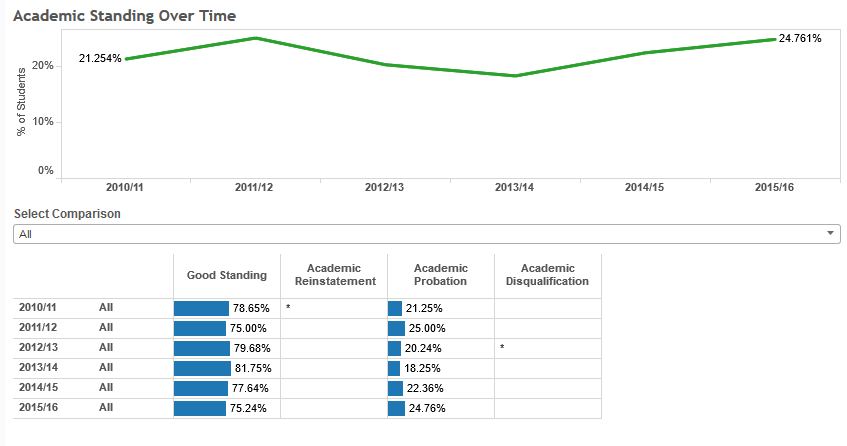 Academic Standing Over Time
% of Students
20%
10%
0%
21.254%
24.761%
2010/11 2011/12 2012/13 2013/14 2014/15 2015/16
Select Comparison
All
Good Standing Academic Reinstatement Academic Probation Academic Disqualification
2010/11 All 78.65% * 21.25%
2011/12 All 75.00% 25.00%
2012/13 All 79.68% 20.24% *
2013/14 All 81.75% 18.25%
2014/15 All 77.64% 22.36%
2015/16 All 75.24% 24.76%